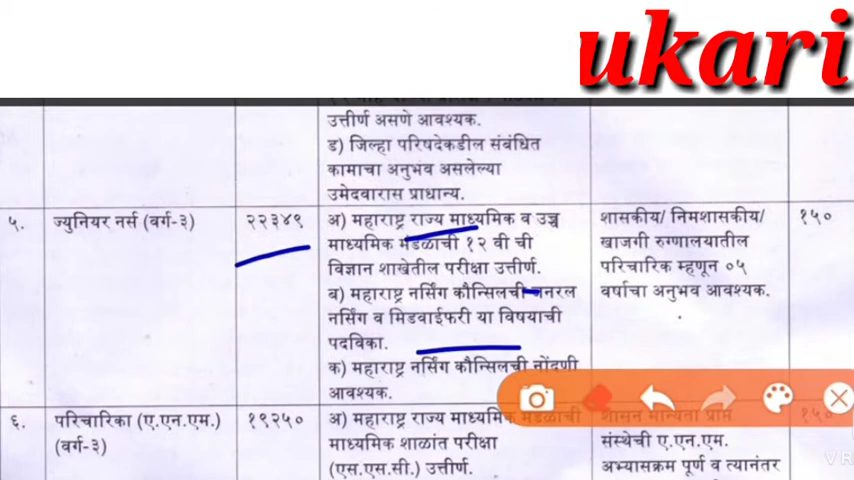 ukari
उत्तीर्ण असणे आवश्यक.
ड) जिल्हा परिषदेकडील संबंधित
कामाचा अनुभव असलेल्या
उमेदवारास प्राधान्य.
५. ज्युनियर नर्स (वर्ग-३) २२३४९ अ) महाराष्ट्र राज्य माध्यमिक व उच्च शासकीय/ निमशासकीय/ १५०
माध्यमिक मंडळाची १२ वी ची खाजगी रुग्णालयातील
विज्ञान शाखेतील परीक्षा उत्तीर्ण. परिचारिक म्हणून ०५
ब) महाराष्ट्र नर्सिंग कौन्सिलची जनरल वर्षाचा अनुभव आवश्यक.
नर्सिंग व मिडवाईफरी या विषयाची
पदविका.
क) महाराष्ट्र नर्सिंग कौन्सिलची नोंदणी
आवश्यक.
६. परिचारिका (ए.एन.एम.) १९२५० अ) महाराष्ट्र राज्य माध्यमिक मंडळाची शासन मान्यता प्राप्त १५०
(वर्ग-३) माध्यमिक शाळांत परीक्षा संस्थेची ए.एन.एम.
(एस.एस.सी.) उत्तीर्ण. अभ्यासक्रम पूर्ण व त्यानंतर